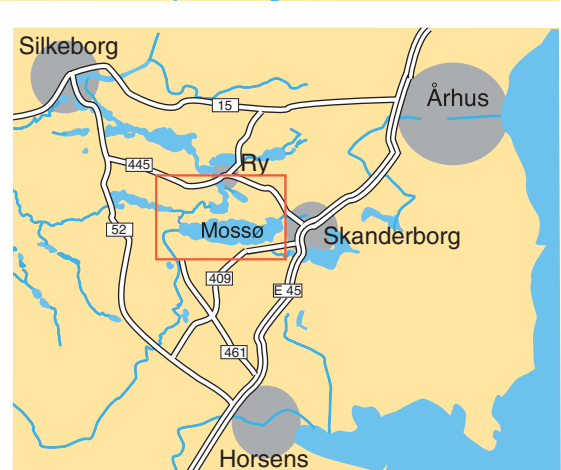 Silkeborg
Århus
15
445
Ry
52
Mossø
Skanderborg
409
E 45
461
Horsens